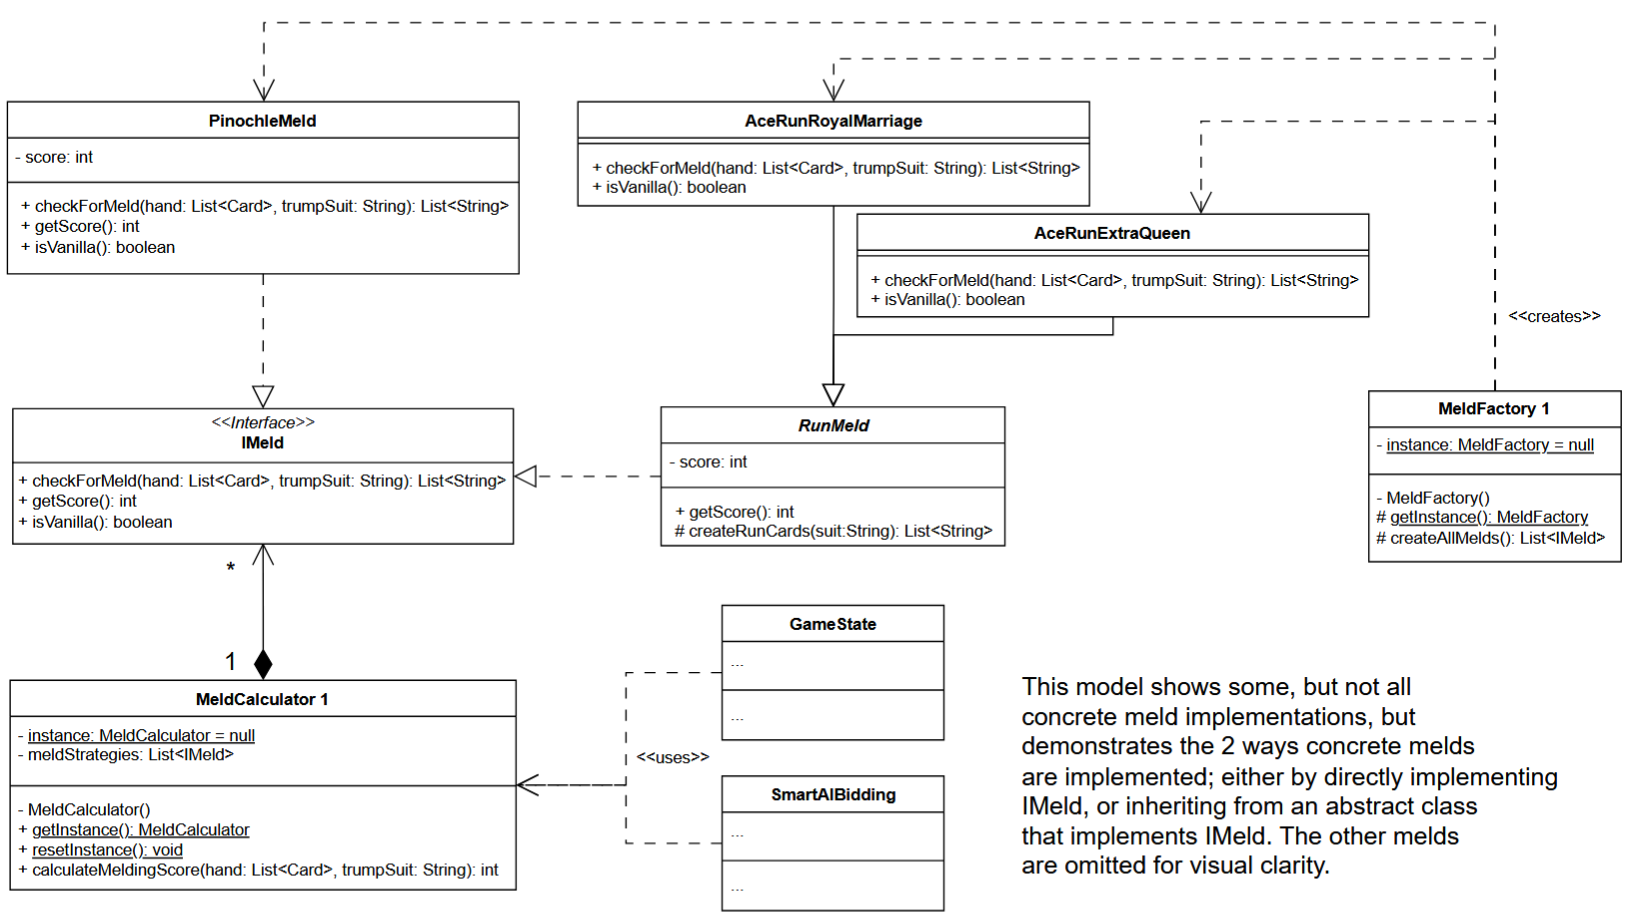 PinochleMeld
- score: int
+ checkForMeld(hand: List<Card>, trumpSuit: String): List<String>
+ getScore(): int
+ isVanilla(): boolean
AceRunRoyalMarriage
+ checkForMeld(hand: List<Card>, trumpSuit: String): List<String>
+ isVanilla(): boolean
AceRunExtraQueen
+ checkForMeld(hand: List<Card>, trumpSuit: String): List<String>
+ isVanilla(): boolean
<<creates>>
<<Interface>>
IMeld
+ checkForMeld(hand: List<Card>, trumpSuit: String): List<String>
+ getScore(): int
+ isVanilla(): boolean
RunMeld
- score: int
+ getScore(): int
# createRunCards(suit:String): List<String>
MeldFactory 1
- instance: MeldFactory = null
- MeldFactory()
# getInstance(): MeldFactory
# createAllMelds(): List<IMeld>
*
1
MeldCalculator 1
- instance: MeldCalculator = null
- meldStrategies: List<IMeld>
- MeldCalculator()
+ getInstance(): MeldCalculator
+ resetInstance(): void
+ calculateMeldingScore(hand: List<Card>, trumpSuit: String): int
GameState
...
...
<<uses>>
SmartAIBidding
...
...
This model shows some, but not all
concrete meld implementations, but
demonstrates the 2 ways concrete melds
are implemented; either by directly implementing
IMeld, or inheriting from an abstract class
that implements IMeld. The other melds
are omitted for visual clarity.